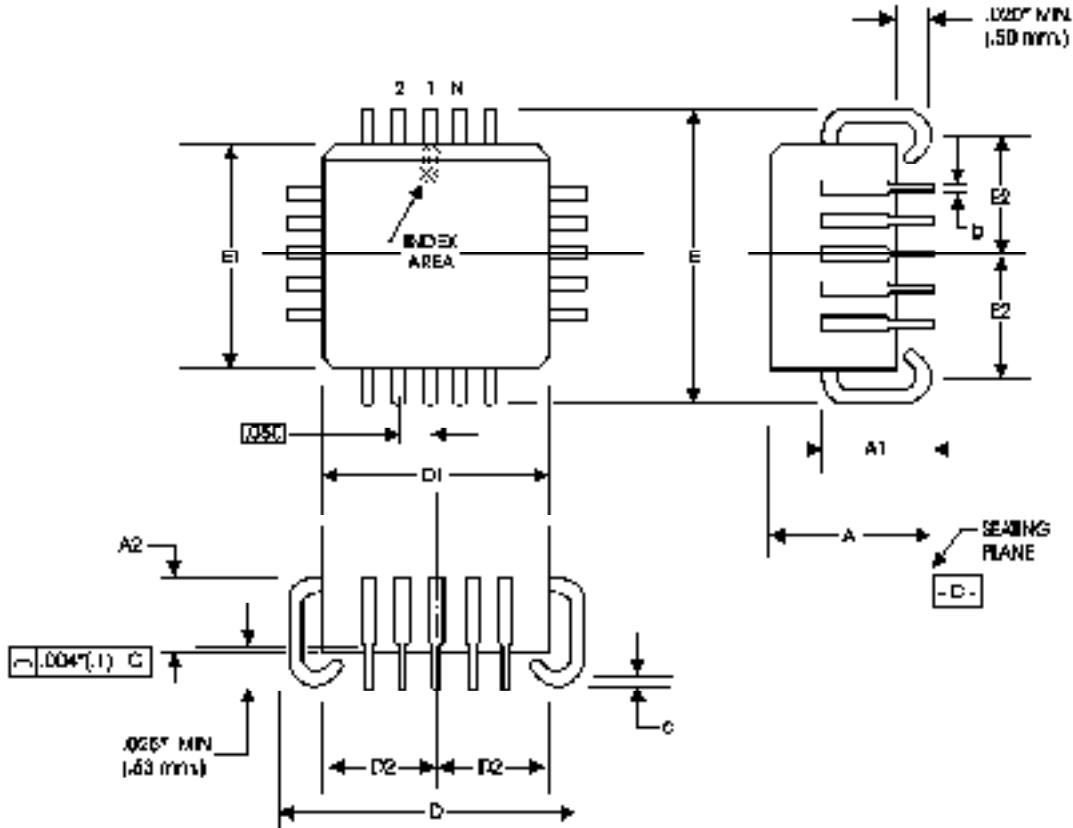 .020" MIN.
(.50 mm.)
2 1 N
INDEX
AREA
E1
E
E2
b
E2
.050
D1
A1
A2
A
SEATING
PLANE
- C -
.004"(.1) C
C
.025" MIN
(.63 mm.)
D2
D2
D